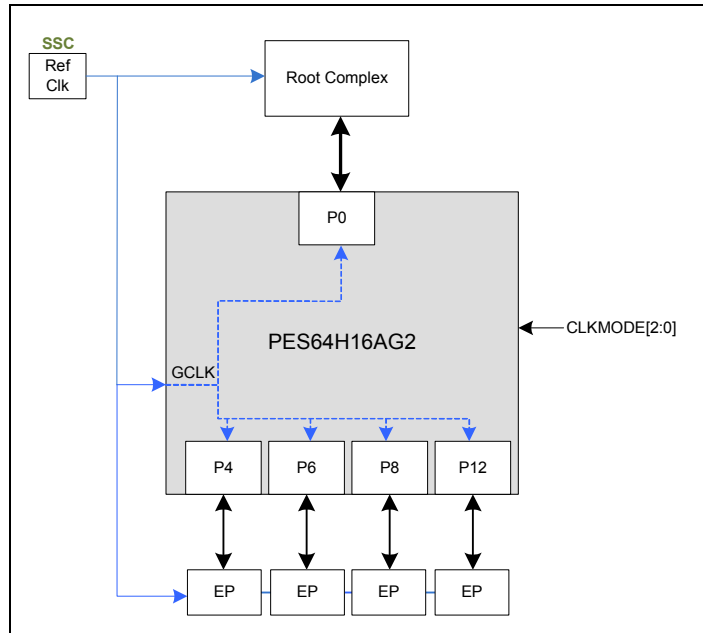 SSC
Ref
Clk
Root Complex
P0
PES64H16AG2
CLKMODE[2:0]
GCLK
P4
P6
P8
P12
EP
EP
EP
EP